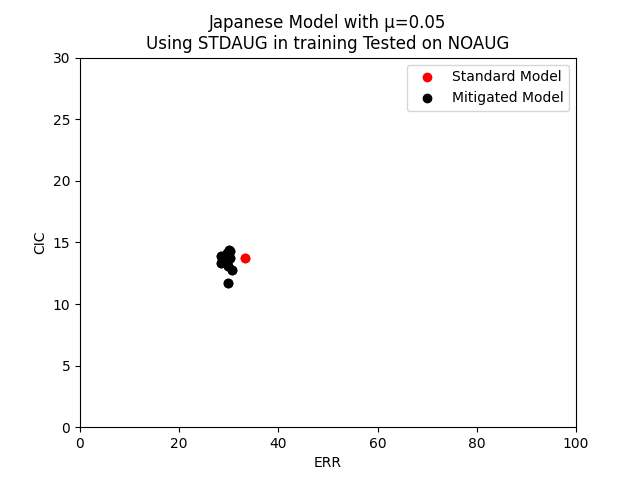 Japanese Model with μ=0.05
Using STDAUG in training Tested on NOAUG
Standard Model
Mitigated Model
30
25
20
15
10
5
0
CIC
0 20 40 60 80 100
ERR